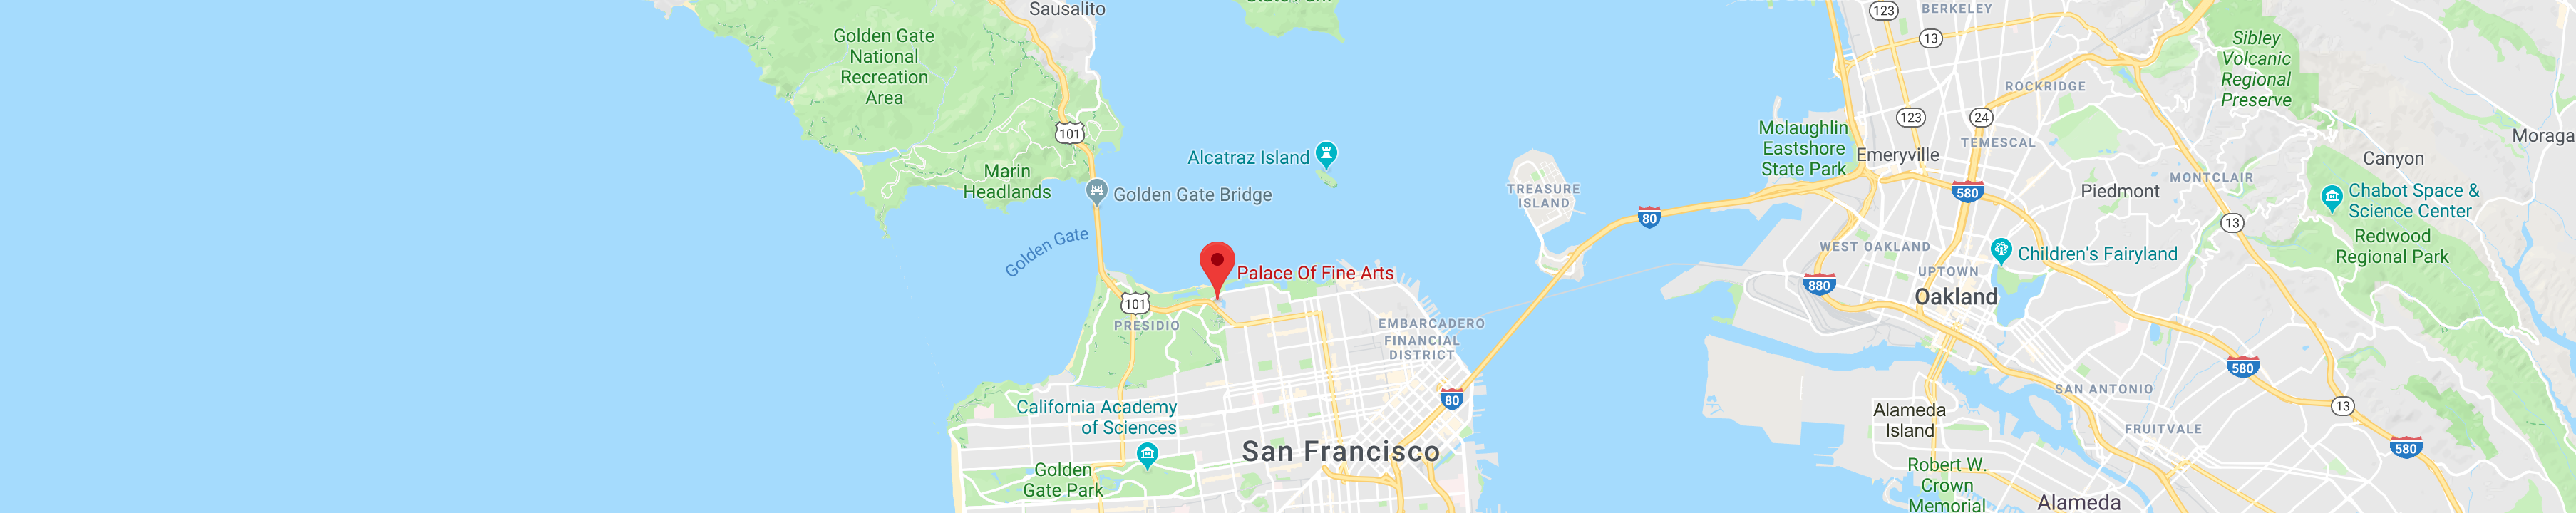 Sausalito
State Park
123
BERKELEY
13
Golden Gate
National
Recreation
Area
Sibley
Volcanic
Regional
Preserve
ROCKRIDGE
101
123
24
TEMESCAL
Mclaughlin
Eastshore
State Park
Emeryville
Moraga
Canyon
Alcatraz Island
Marin
Headlands
Golden Gate Bridge
TREASURE
ISLAND
80
580
Piedmont
MONTCLAIR
13
Chabot Space &
Science Center
Redwood
Regional Park
Golden Gate
Palace Of Fine Arts
WEST OAKLAND
Children's Fairyland
UPTOWN
880
Oakland
101
PRESIDIO
EMBARCADERO
FINANCIAL
DISTRICT
580
SAN ANTONIO
80
California Academy
of Sciences
Alameda
Island
13
FRUITVALE
580
San Francisco
Golden
Gate Park
Robert W.
Crown
Memorial
Alameda